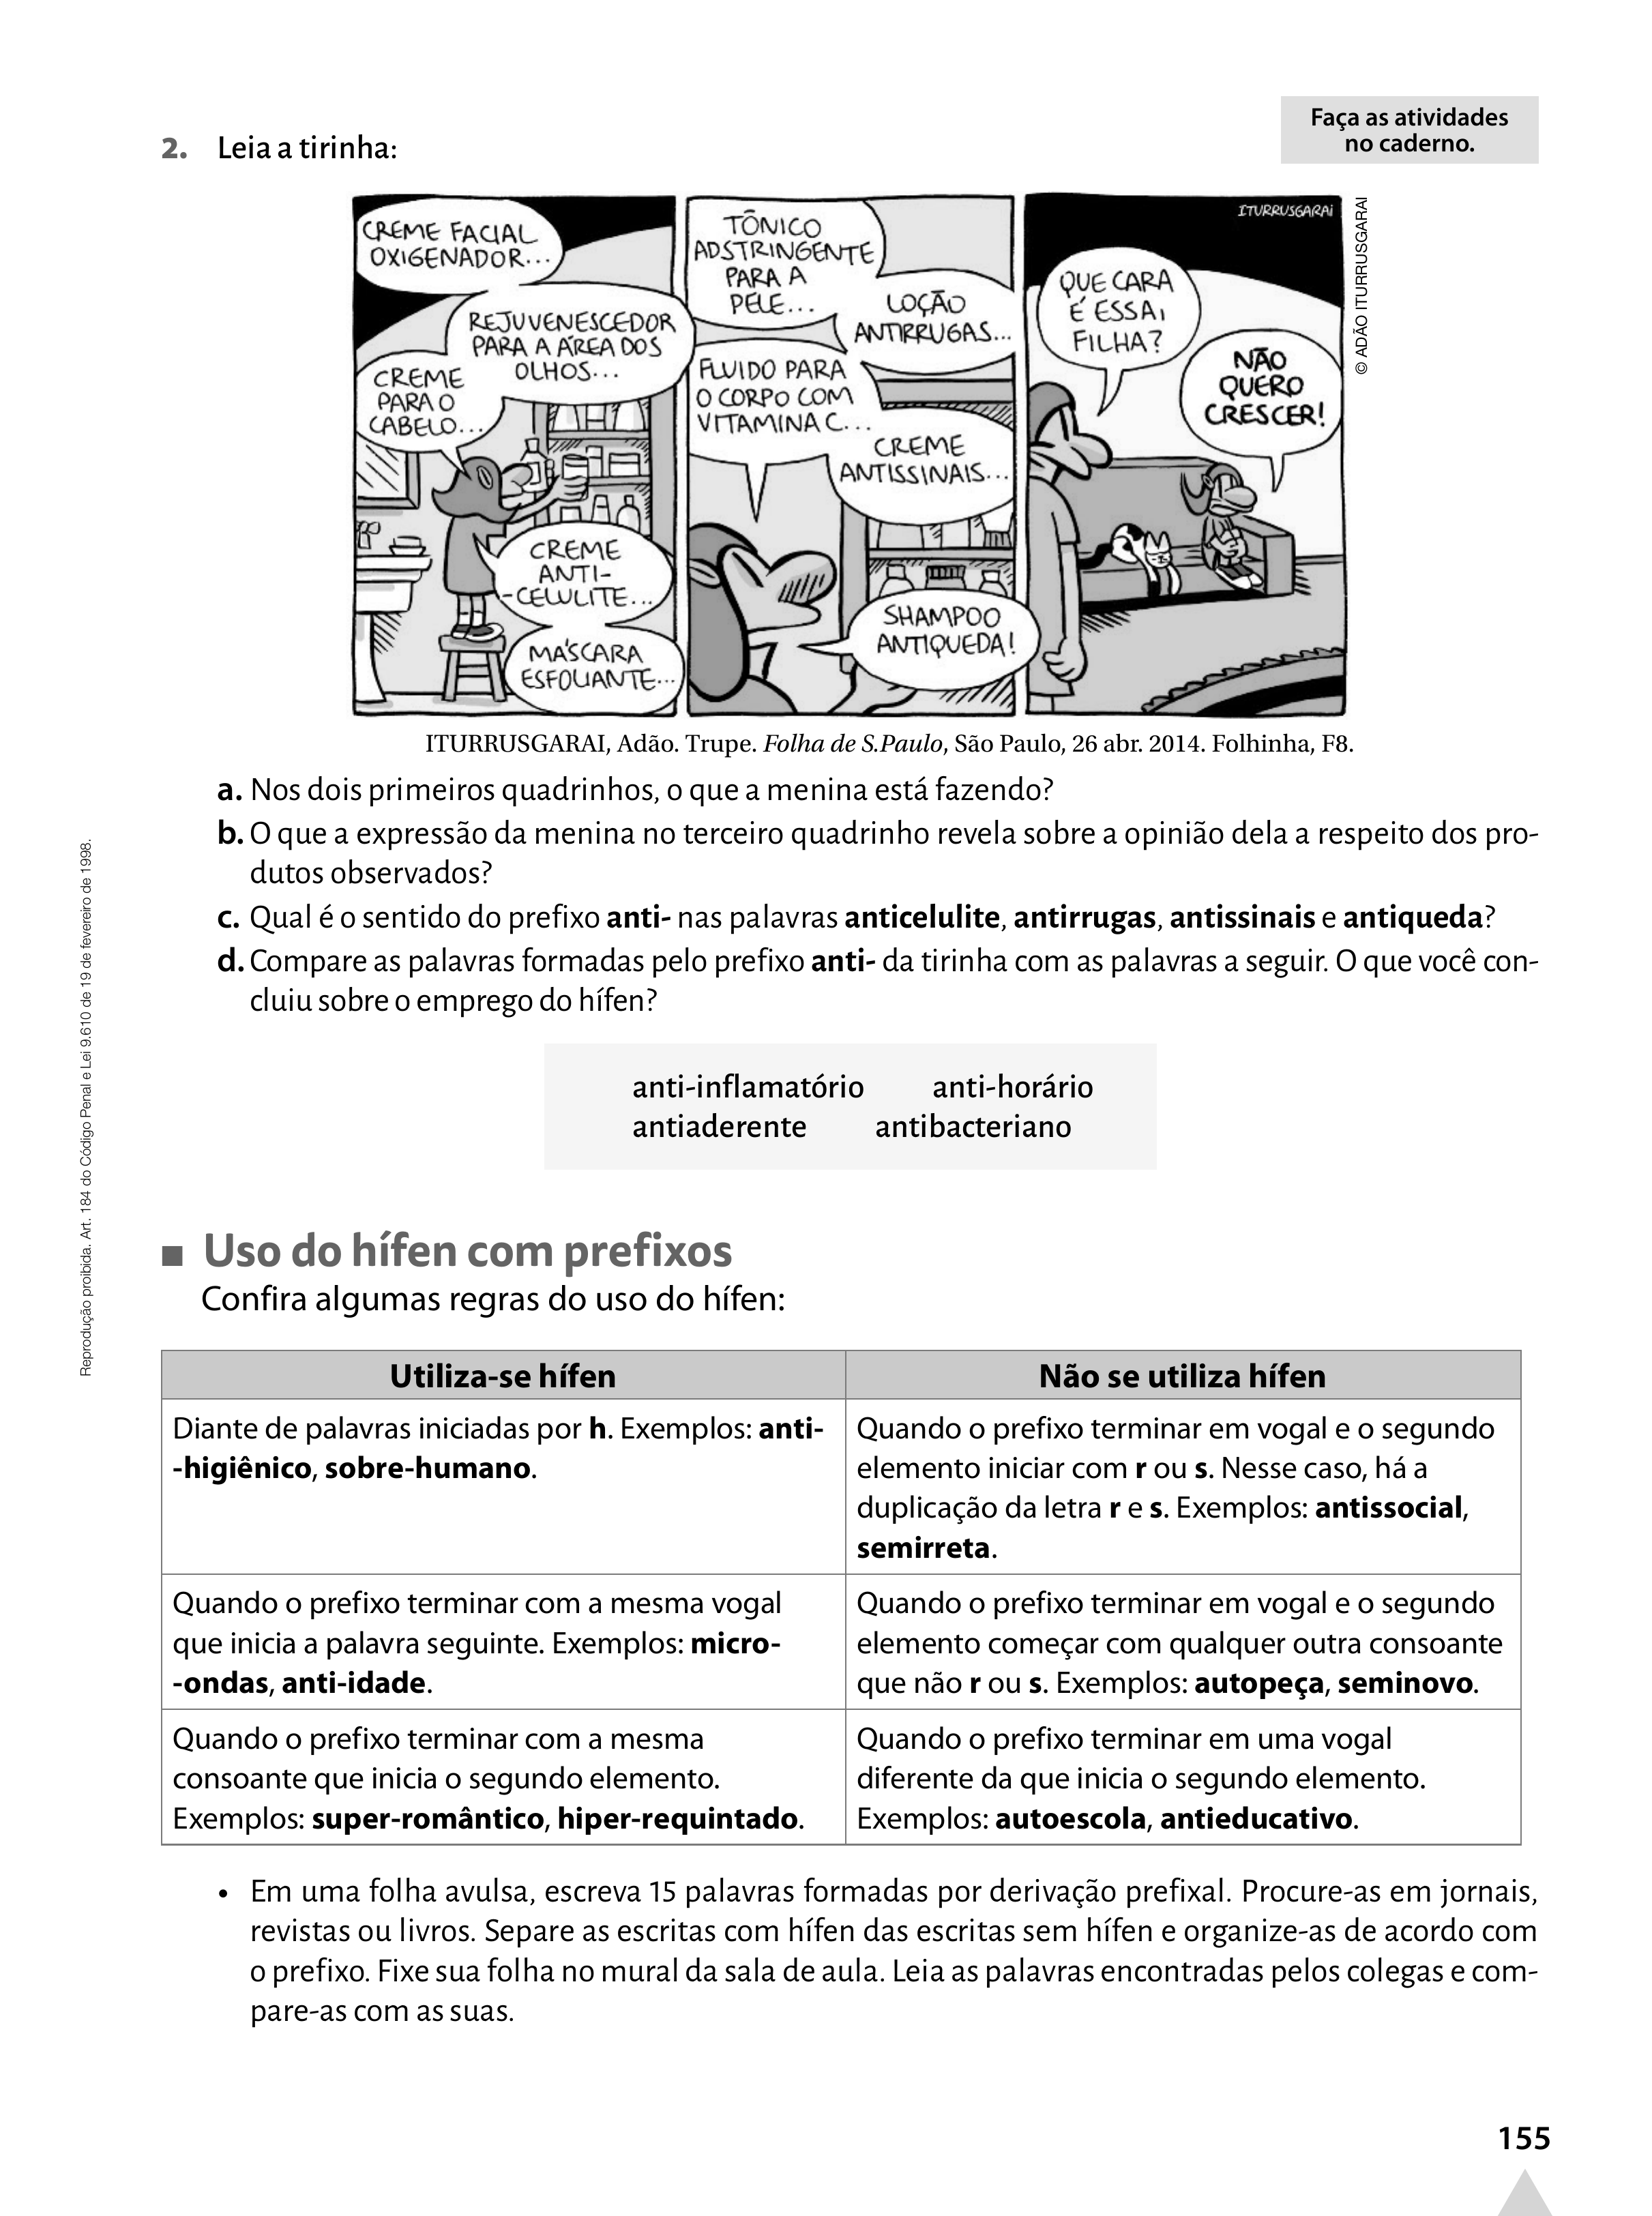 Faça as atividades
no caderno.
2. Leia a tirinha:
CREME FACIAL
OXIGENADOR...
REJUVENESCEDOR
PARA A ÁREA DOS
OLHOS...
CREME
PARA O
CABELO...
CREME
ANTI-
-CELULITE...
MÁSCARA
ESFOLIANTE...
TÔNICO
ADSTRINGENTE
PARA A
PELE...
LOÇÃO
ANTIRRUGAS...
FLUIDO PARA
O CORPO COM
VITAMINA C...
CREME
ANTISSINAIS...
SHAMPOO
ANTIQUEDA!
ITURRUSGARAI
QUE CARA
É ESSA,
FILHA?
NÃO
QUERO
CRESCER!
© ADÃO ITURRUSGARAI
ITURRUSGARAI, Adão. Trupe. Folha de S.Paulo, São Paulo, 26 abr. 2014. Folhinha, F8.
a. Nos dois primeiros quadrinhos, o que a menina está fazendo?
b. O que a expressão da menina no terceiro quadrinho revela sobre a opinião dela a respeito dos pro-
dutos observados?
c. Qual é o sentido do prefixo anti- nas palavras anticelulite, antirrugas, antissinais e antiqueda?
d. Compare as palavras formadas pelo prefixo anti- da tirinha com as palavras a seguir. O que você con-
cluiu sobre o emprego do hífen?
anti-inflamatório anti-horário
antiaderente antibacteriano
■ Uso do hífen com prefixos
Confira algumas regras do uso do hífen:
Utiliza-se hífen
Não se utiliza hífen
Diante de palavras iniciadas por h. Exemplos: anti-
-higiênico, sobre-humano.
Quando o prefixo terminar em vogal e o segundo
elemento iniciar com r ou s. Nesse caso, há a
duplicação da letra r e s. Exemplos: antissocial,
semirreta.
Quando o prefixo terminar com a mesma vogal
que inicia a palavra seguinte. Exemplos: micro-
-ondas, anti-idade.
Quando o prefixo terminar em vogal e o segundo
elemento começar com qualquer outra consoante
que não r ou s. Exemplos: autopeça, seminovo.
Quando o prefixo terminar com a mesma
consoante que inicia o segundo elemento.
Exemplos: super-romântico, hiper-requintado.
Quando o prefixo terminar em uma vogal
diferente da que inicia o segundo elemento.
Exemplos: autoescola, antieducativo.
• Em uma folha avulsa, escreva 15 palavras formadas por derivação prefixal. Procure-as em jornais,
revistas ou livros. Separe as escritas com hífen das escritas sem hífen e organize-as de acordo com
o prefixo. Fixe sua folha no mural da sala de aula. Leia as palavras encontradas pelos colegas e com-
pare-as com as suas.
Reprodução proibida. Art. 184 do Código Penal e Lei 9.610 de 19 de fevereiro de 1998.
155